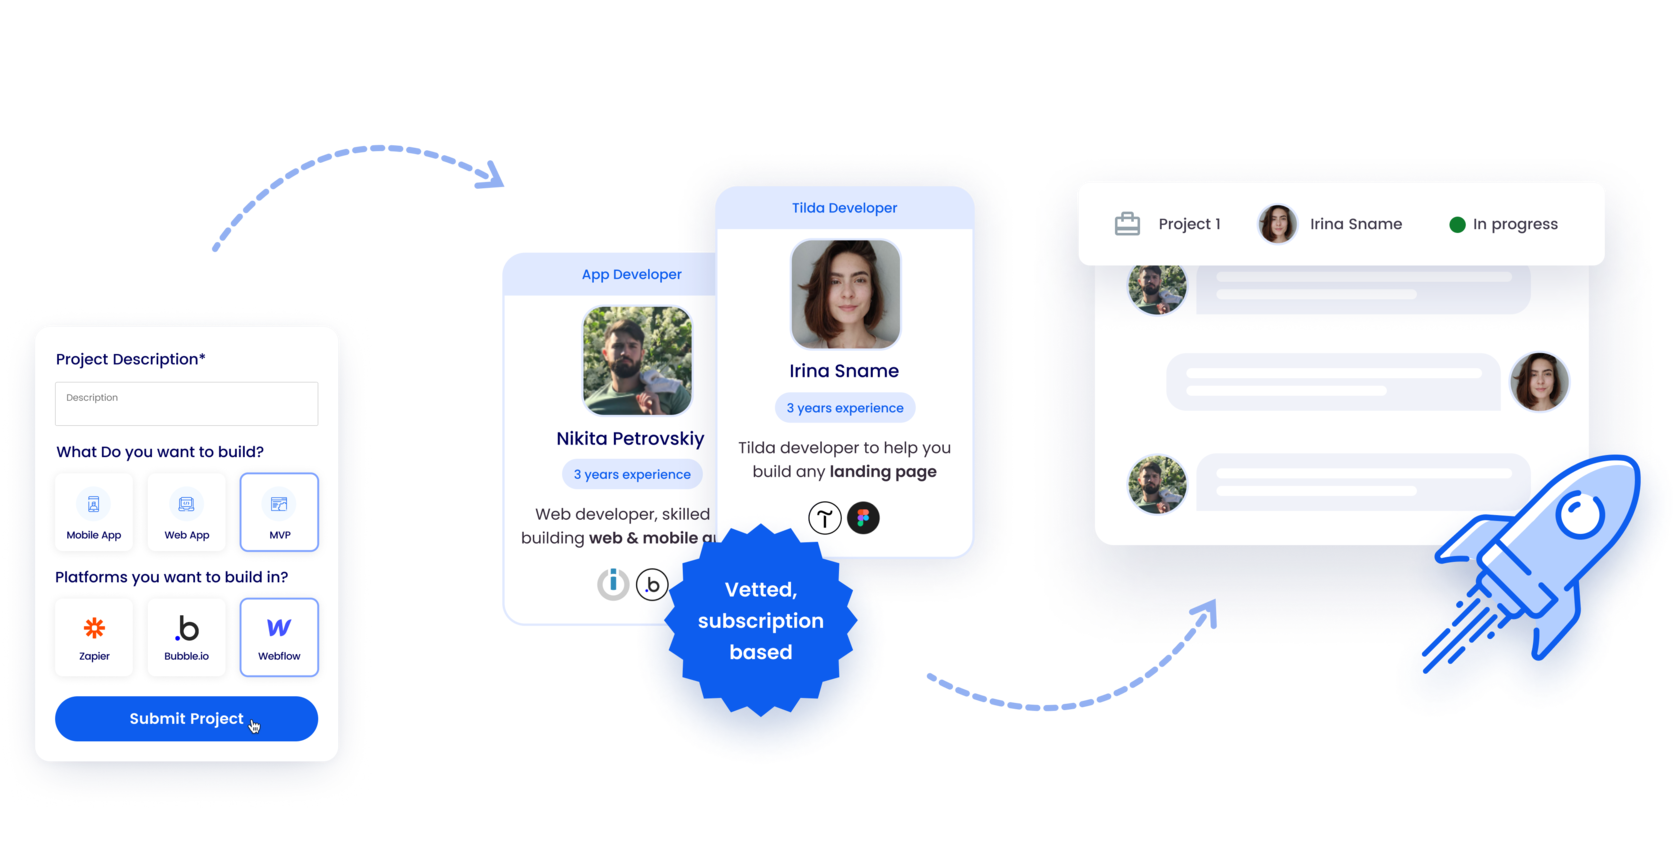 Project Description*
Description
What Do you want to build?
Mobile App
Web App
MVP
Platforms you want to build in?
Zapier
.b
Bubble.io
Webflow
Submit Project
App Developer
Nikita Petrovskiy
3 years experience
Web developer, skilled
building web & mobile
.b
Tilda Developer
Irina Sname
3 years experience
Tilda developer to help you
build any landing page
Vetted,
subscription
based
Project 1
Irina Sname
In progress